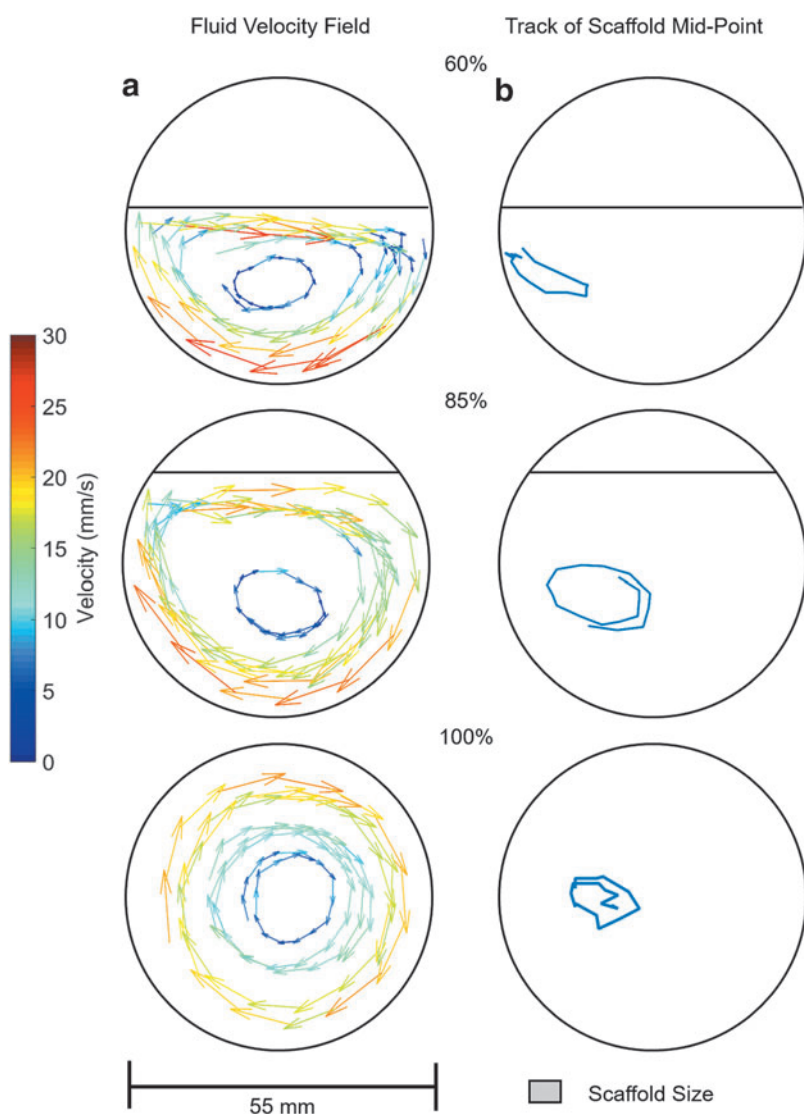 Fluid Velocity Field
Track of Scaffold Mid-Point
60%
a
b
85%
30
25
20
15
10
5
0
Velocity (mm/s)
100%
55 mm
Scaffold Size